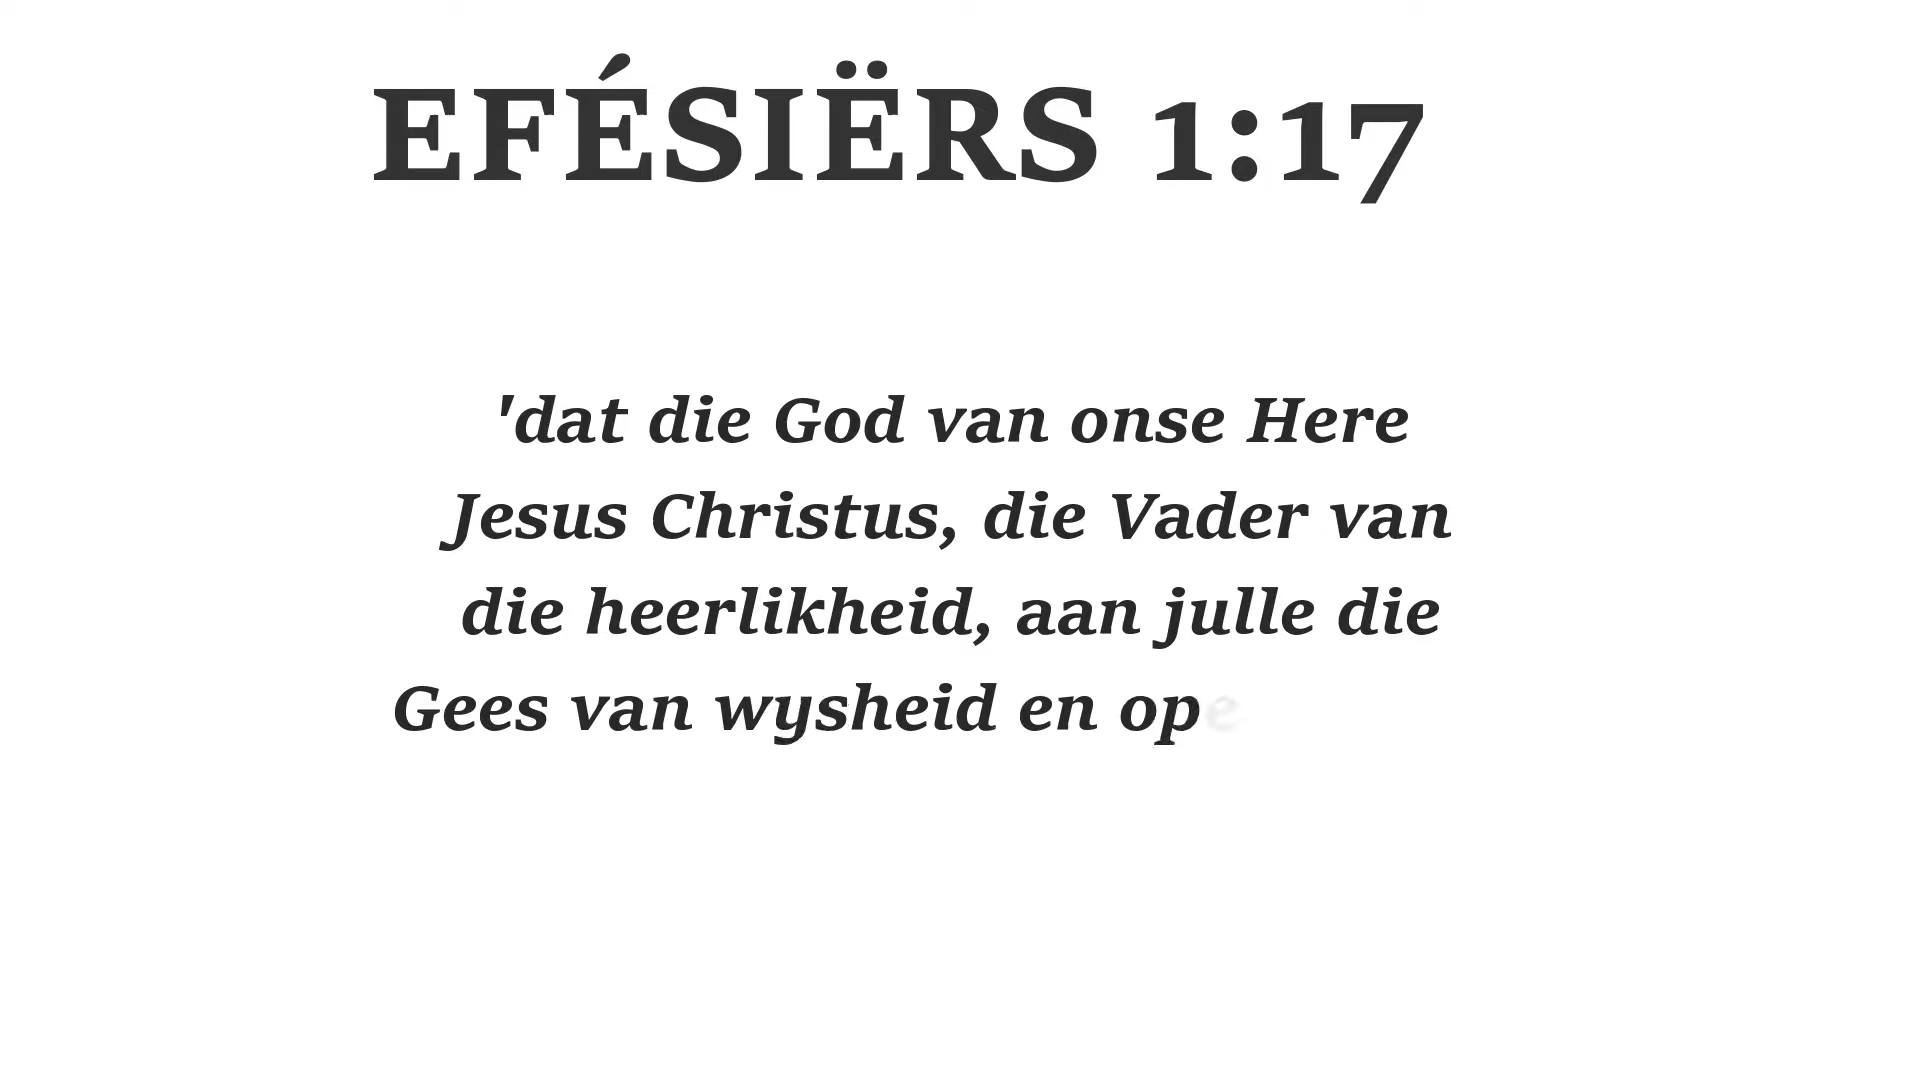 EFÉSIËRS 1:17
'dat die God van onse Here
Jesus Christus, die Vader van
die heerlikheid, aan julle die
Gees van wysheid en ope